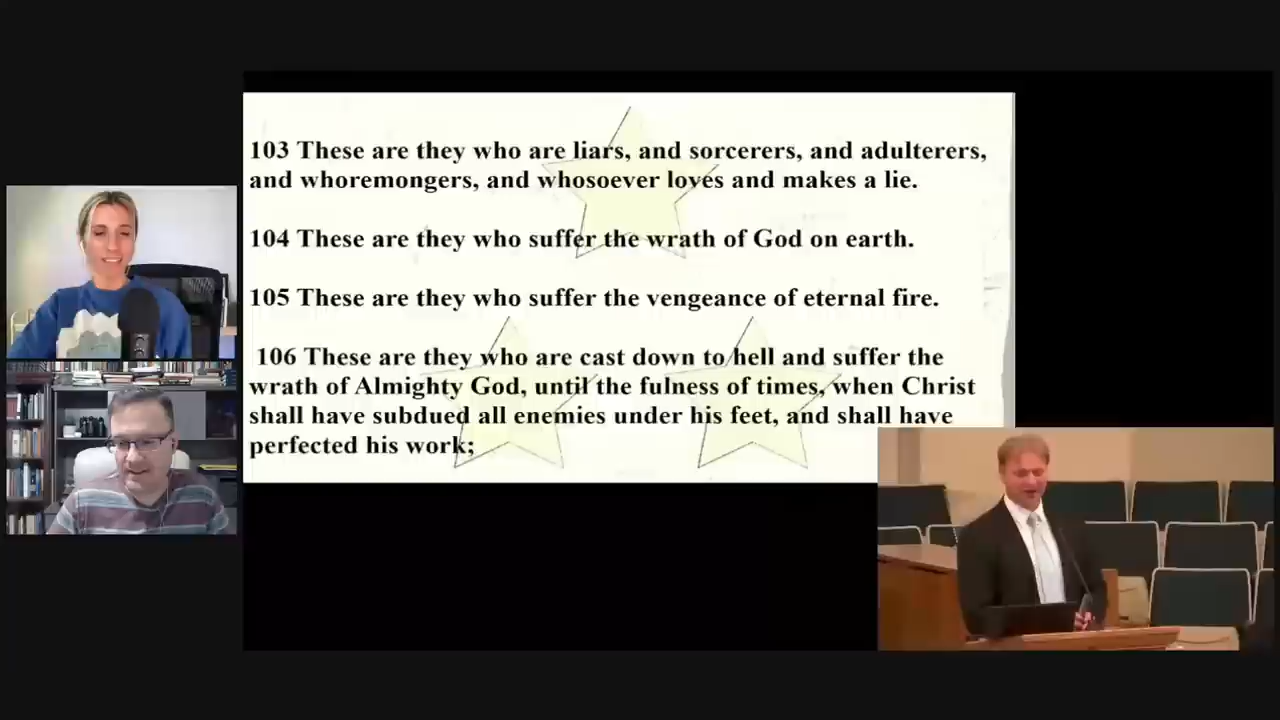 103 These are they who are liars, and sorcerers, and adulterers,
and whoremongers, and whosoever loves and makes a lie.
104 These are they who suffer the wrath of God on earth.
105 These are they who suffer the vengeance of eternal fire.
106 These are they who are cast down to hell and suffer the
wrath of Almighty God, until the fulness of times, when Christ
shall have subdued all enemies under his feet, and shall have
perfected his work;